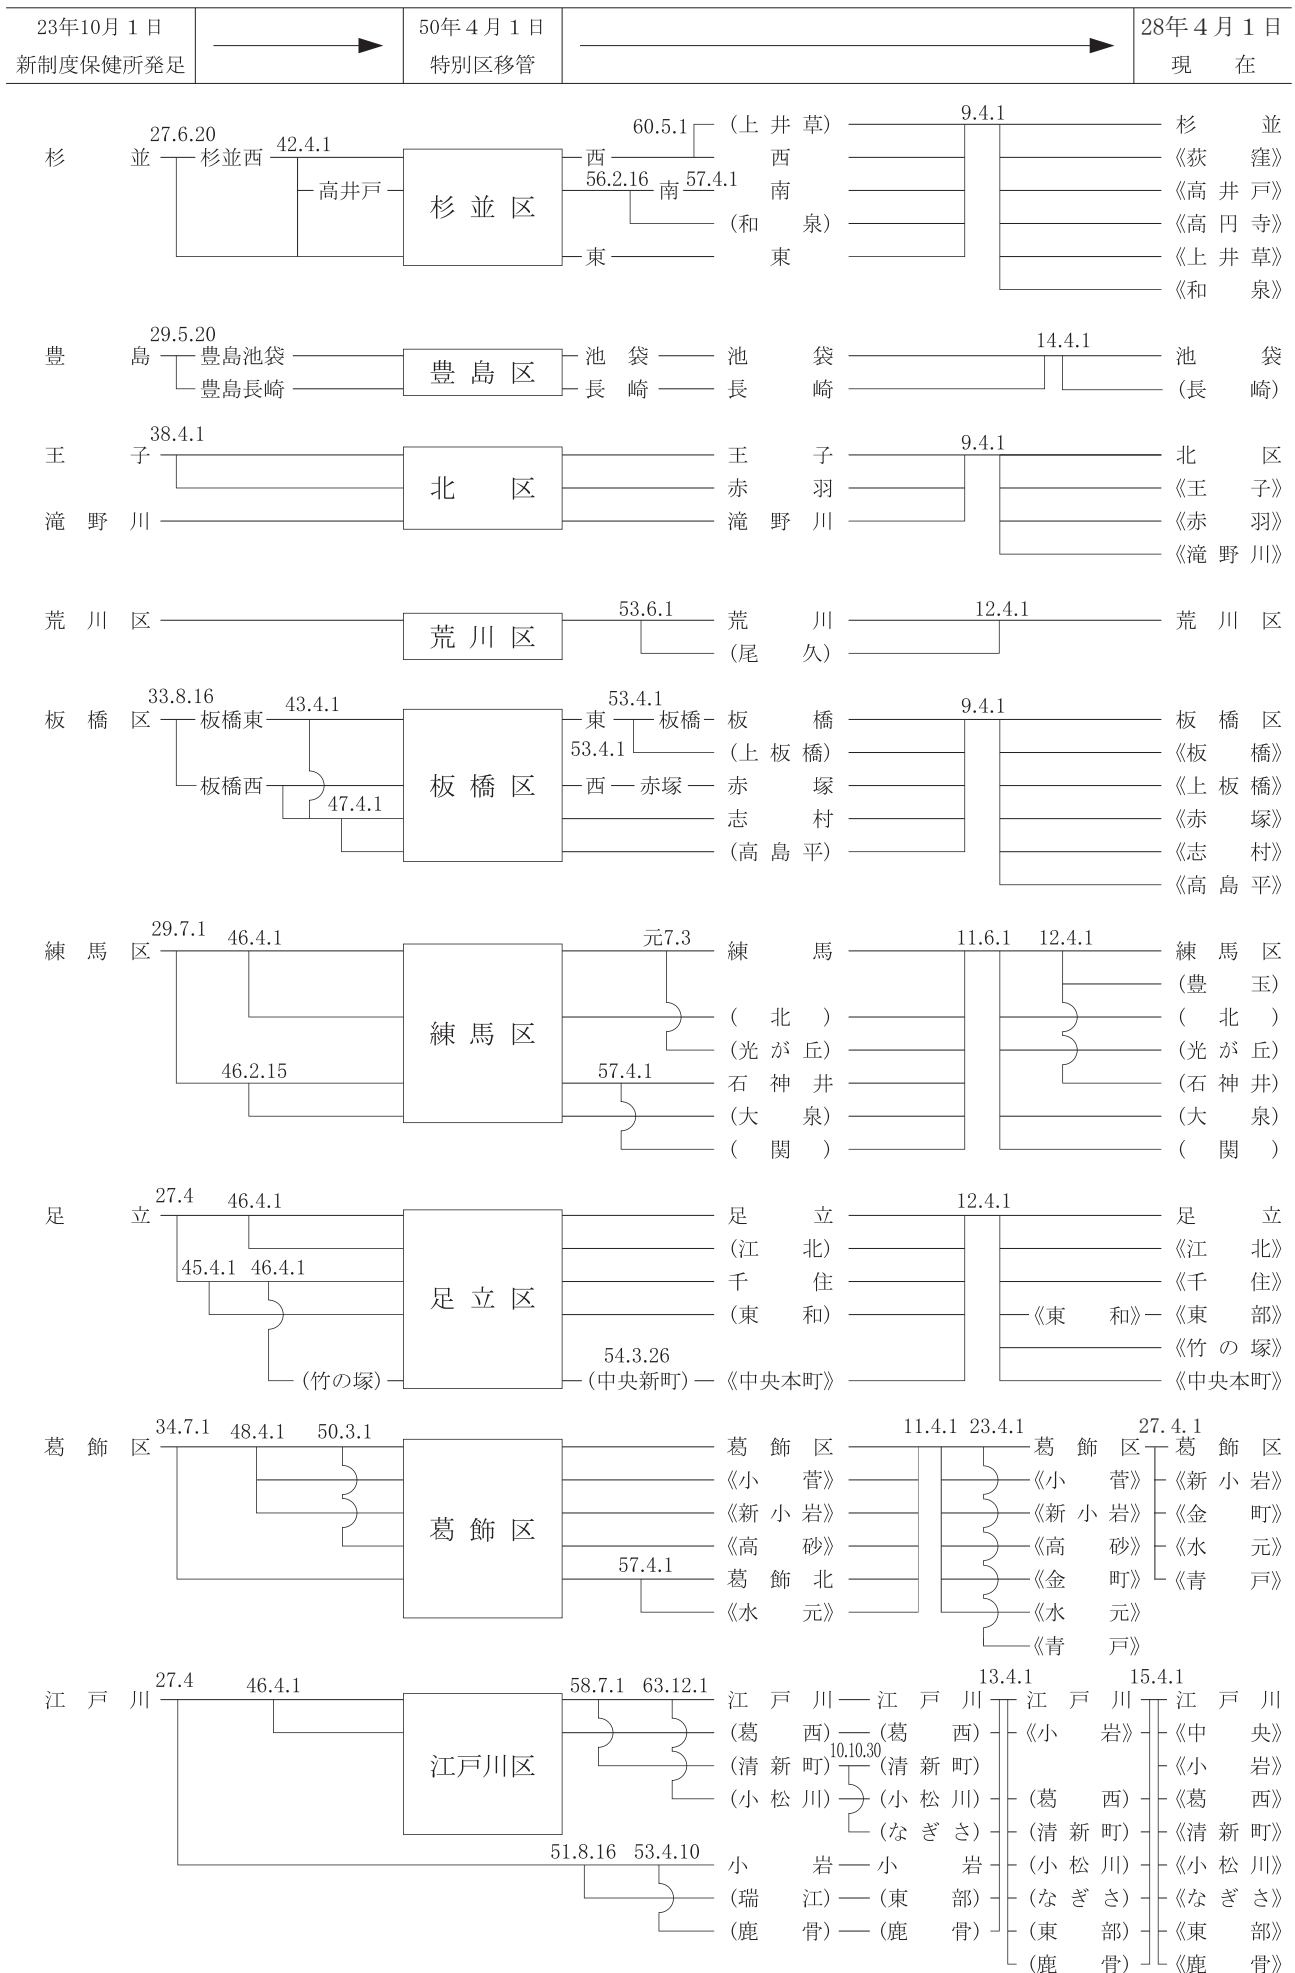 23年10月1日 50年4月1日 28年4月1日
新制度保健所発足 特別区移管 現在
27.6.20 42.4.1 60.5.1 (上井草) 9.4.1 杉並
杉並 杉並西 西 西 《荻窪》
高井戸 56.2.16 南 57.4.1 南 《高井戸》
杉並区
(和泉) 《高円寺》
東 東 《上井草》
《和泉》
29.5.20 14.4.1
豊島 豊島池袋 池袋 池袋 池袋
豊島区
豊島長崎 長崎 長崎 (長崎)
38.4.1 9.4.1
王子 王子 北区
北区 赤羽 《王子》
滝野川 滝野川 《赤羽》
《滝野川》
53.6.1 12.4.1
荒川区 荒川 荒川区
荒川区
(尾久)
33.8.16 43.4.1 53.4.1 9.4.1
板橋区 板橋東 東 板橋 板橋 板橋区
53.4.1 (上板橋) 《板橋》
板橋西 板橋区 西 赤塚 赤塚 《上板橋》
47.4.1 志村 《赤塚》
(高島平) 《志村》
《高島平》
29.7.1 46.4.1 元7.3 11.6.1 12.4.1
練馬区 練馬 練馬区
(豊玉)
(北) (北)
練馬区
(光が丘) (光が丘)
46.2.15 57.4.1 石神井 (石神井)
(大泉) (大泉)
(関) (関)
27.4 46.4.1 12.4.1
足立 足立 足立
(江北) 《江北》
45.4.1 46.4.1 千住 《千住》
足立区
(東和) 《東和》 《東部》
54.3.26 《竹の塚》
(竹の塚) (中央新町) 《中央本町》 《中央本町》
34.7.1 48.4.1 50.3.1 11.4.1 23.4.1 27.4.1
葛飾区 葛飾区 葛飾区 葛飾区
《小菅》 《小菅》 《新小岩》
葛飾区 《新小岩》 《新小岩》 《金町》
《高砂》 《高砂》 《水元》
57.4.1 葛飾北 《金町》 《青戸》
《水元》 《水元》
《青戸》
27.4 46.4.1 58.7.1 63.12.1 13.4.1 15.4.1
江戸川 江戸川 江戸川 江戸川 江戸川
(葛西) (葛西) 《小岩》 《中央》
江戸川区 (清新町) 10.10.30 (清新町) 《小岩》
(小松川) (小松川) (葛西) 《葛西》
(なぎさ) (清新町) 《清新町》
51.8.16 53.4.10 小岩 小岩 (小松川) 《小松川》
(瑞江) (東部) (なぎさ) 《なぎさ》
(鹿骨) (鹿骨) (東部) 《東部》
(鹿骨) 《鹿骨》